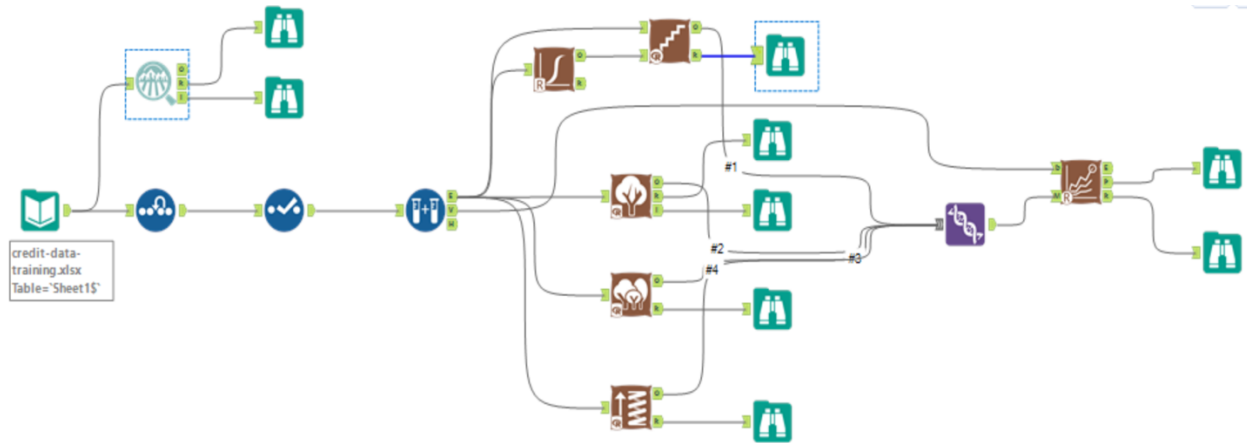 O
R
I
O
R
O
R
#1
E
V
H
O
R
I
D
M
R
E
P
R
credit-data-
training.xlsx
Table=`Sheet1$`
#2
#3
#4
O
R
O
R